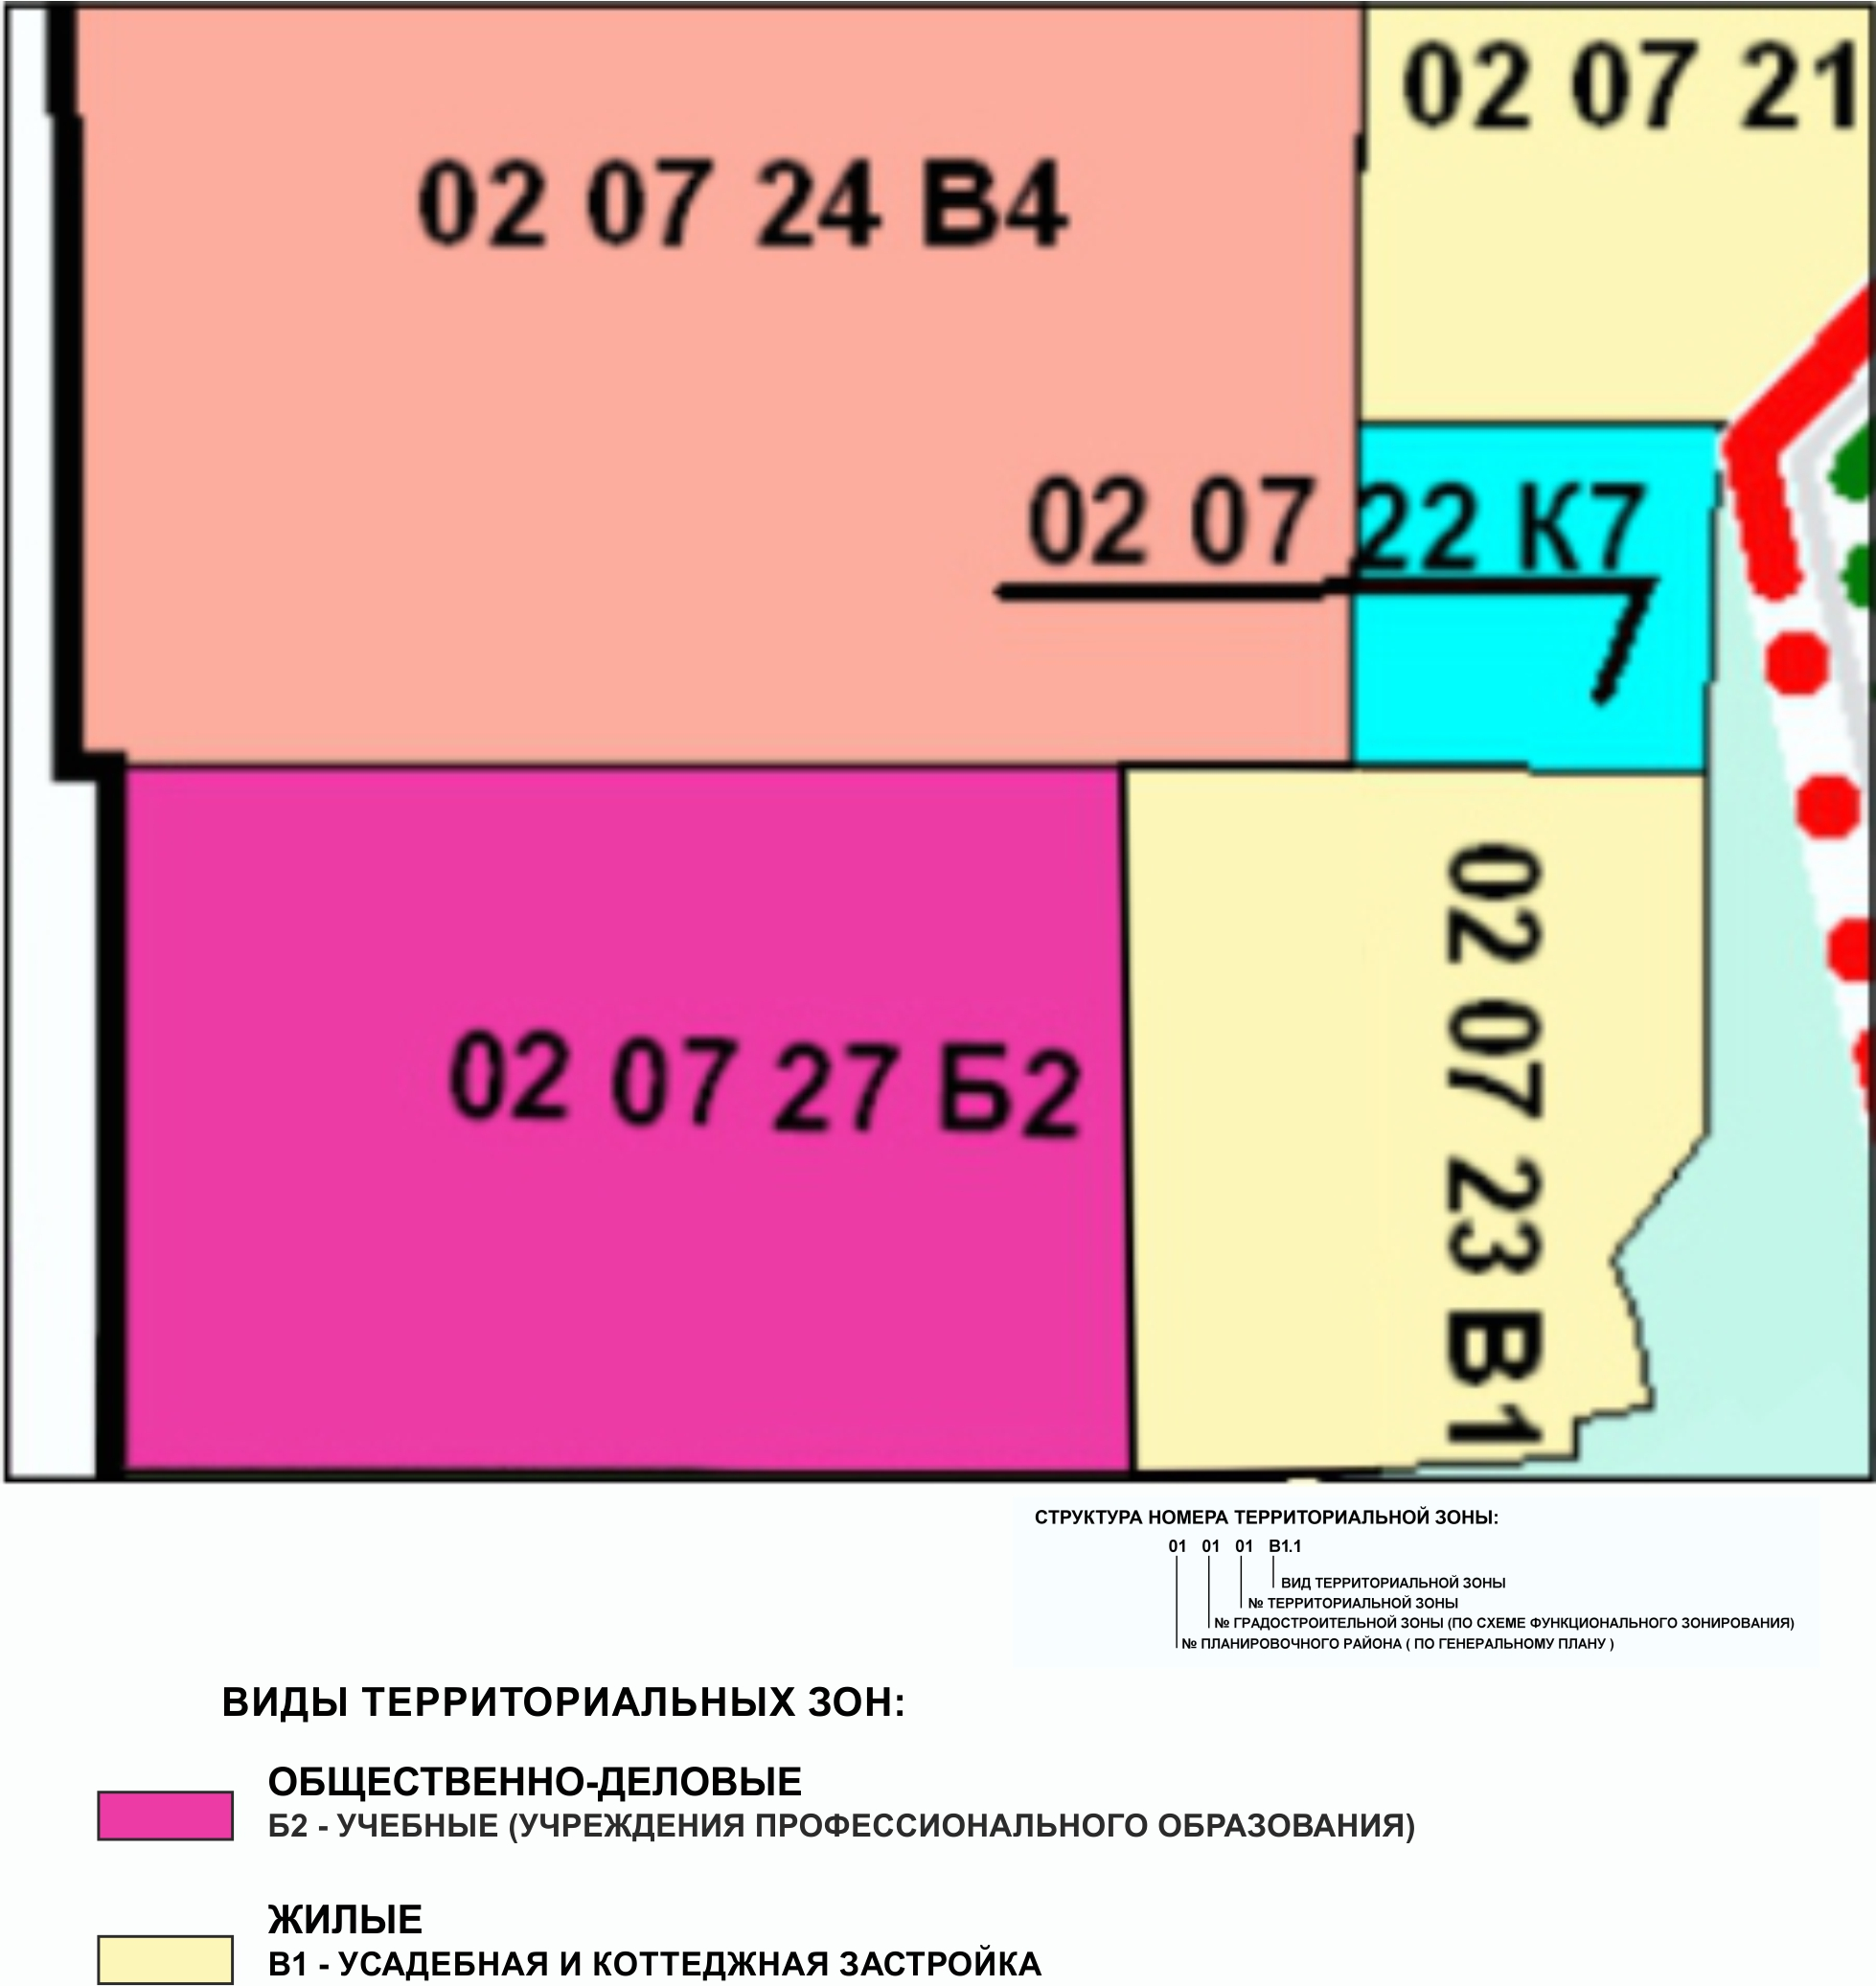 02 07 21
02 07 24 В4
02 07 22 К7
02 07 23 В1
02 07 27 Б2
СТРУКТУРА НОМЕРА ТЕРРИТОРИАЛЬНОЙ ЗОНЫ:
01 01 01 В1.1
ВИД ТЕРРИТОРИАЛЬНОЙ ЗОНЫ
№ ТЕРРИТОРИАЛЬНОЙ ЗОНЫ
№ ГРАДОСТРОИТЕЛЬНОЙ ЗОНЫ (ПО СХЕМЕ ФУНКЦИОНАЛЬНОГО ЗОНИРОВАНИЯ)
№ ПЛАНИРОВОЧНОГО РАЙОНА ( ПО ГЕНЕРАЛЬНОМУ ПЛАНУ )
ВИДЫ ТЕРРИТОРИАЛЬНЫХ ЗОН:
ОБЩЕСТВЕННО-ДЕЛОВЫЕ
Б2 - УЧЕБНЫЕ (УЧРЕЖДЕНИЯ ПРОФЕССИОНАЛЬНОГО ОБРАЗОВАНИЯ)
ЖИЛЫЕ
В1 - УСАДЕБНАЯ И КОТТЕДЖНАЯ ЗАСТРОЙКА